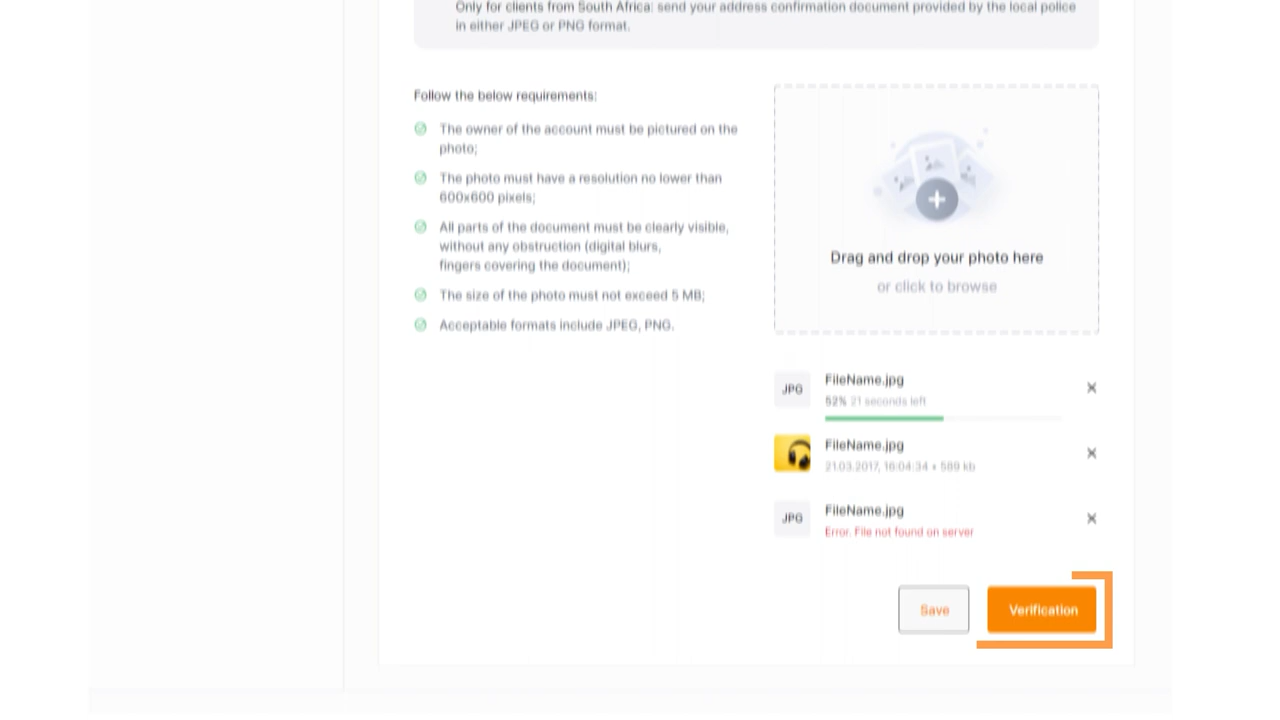 Only for clients from South Africa: send your address confirmation document provided by the local police
in either JPEG or PNG format.
Follow the below requirements:
The owner of the account must be pictured on the
photo;
The photo must have a resolution no lower than
600x600 pixels;
All parts of the document must be clearly visible,
without any obstruction (digital blurs,
fingers covering the document);
The size of the photo must not exceed 5 MB;
Acceptable formats include JPEG, PNG.
Drag and drop your photo here
or click to browse
JPG
FileName.jpg
52% 21 seconds left
FileName.jpg
21.03.2017, 16:04:34 • 589 kb
JPG
FileName.jpg
Error. File not found on server
Save
Verification